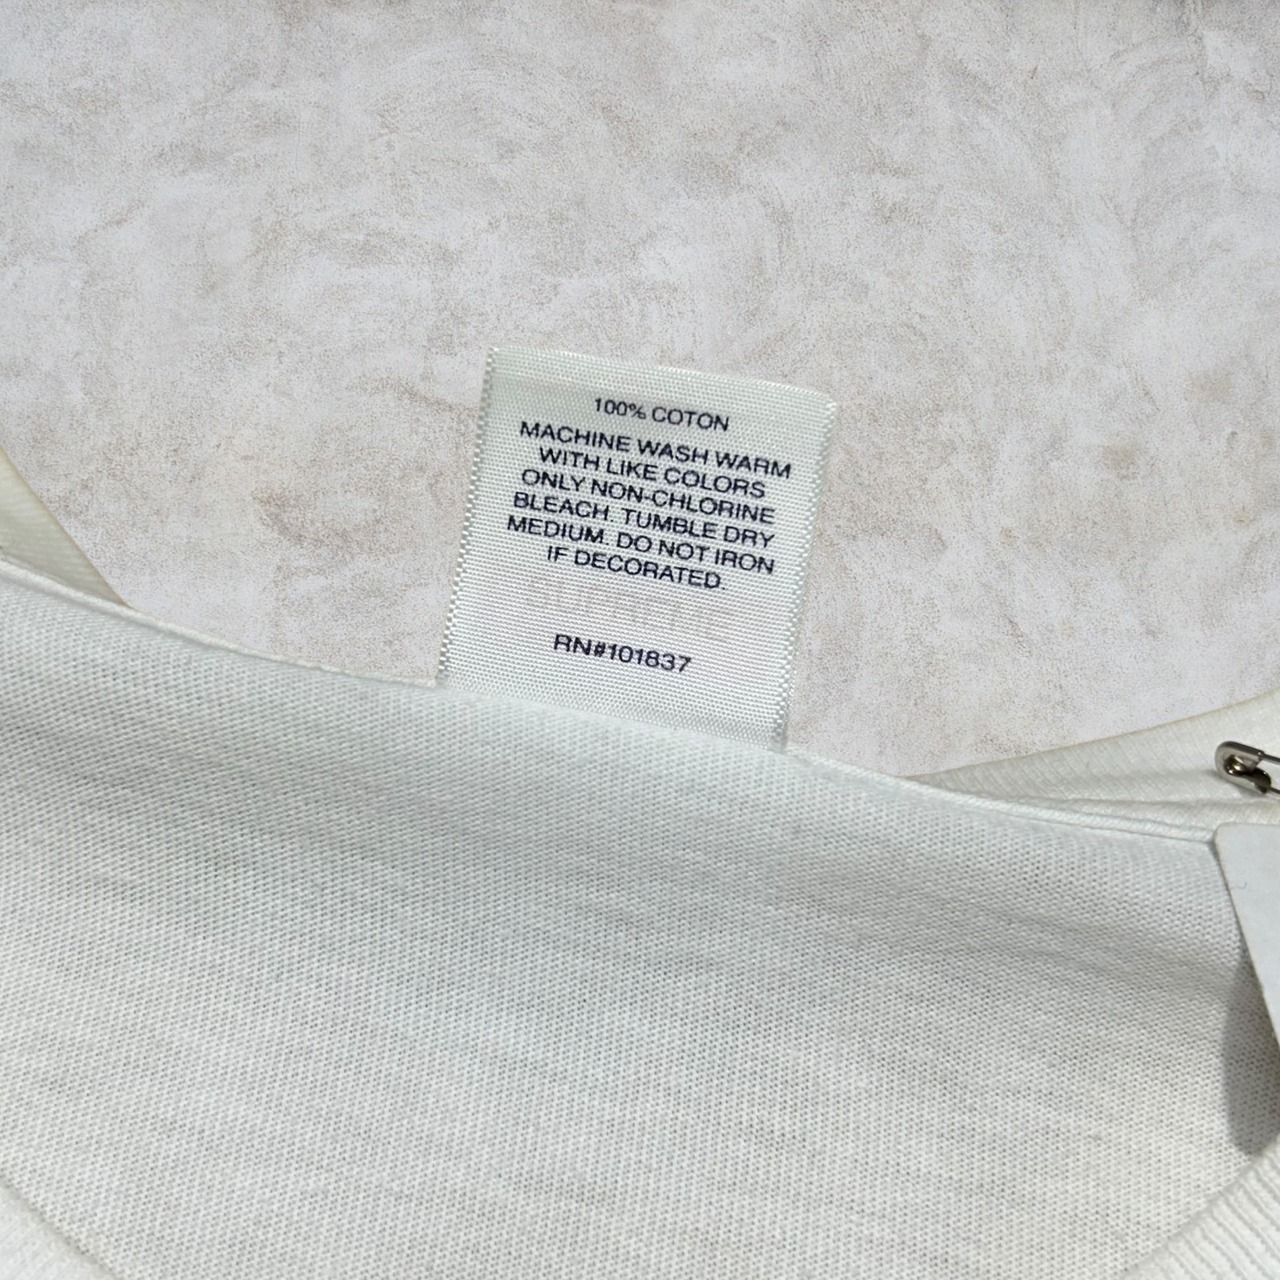 100% COTON
MACHINE WASH WARM
WITH LIKE COLORS
ONLY NON-CHLORINE
BLEACH. TUMBLE DRY
MEDIUM. DO NOT IRON
IF DECORATED.
RN#101837